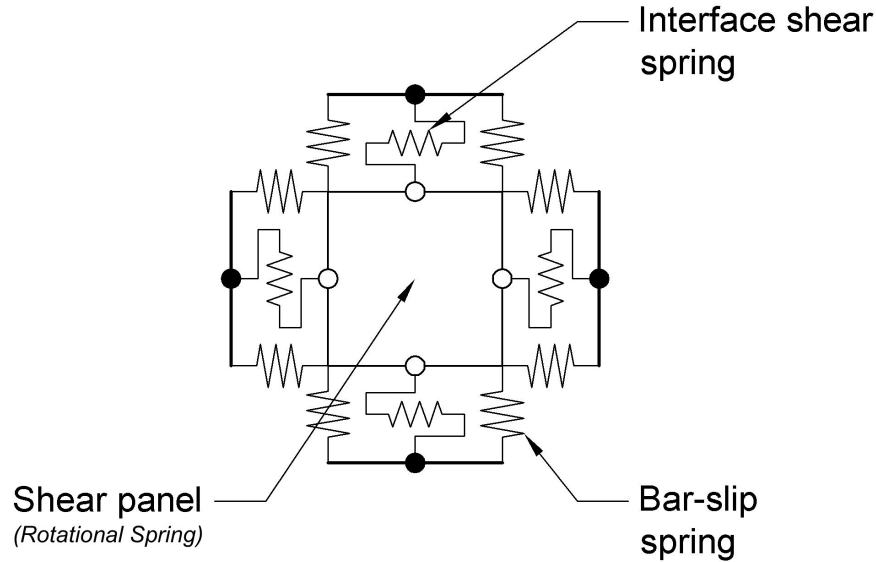 Interface shear
spring
Shear panel
(Rotational Spring)
Bar-slip
spring